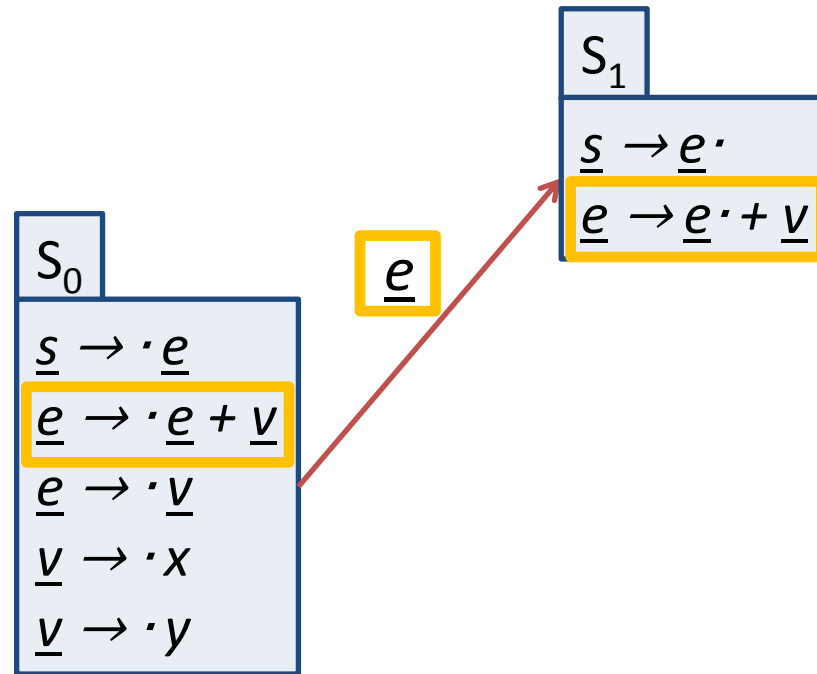 S₁
s → e·
e → e· + v
S₀
e
s → ·e
e → ·e + v
e → ·v
v → ·x
v → ·y